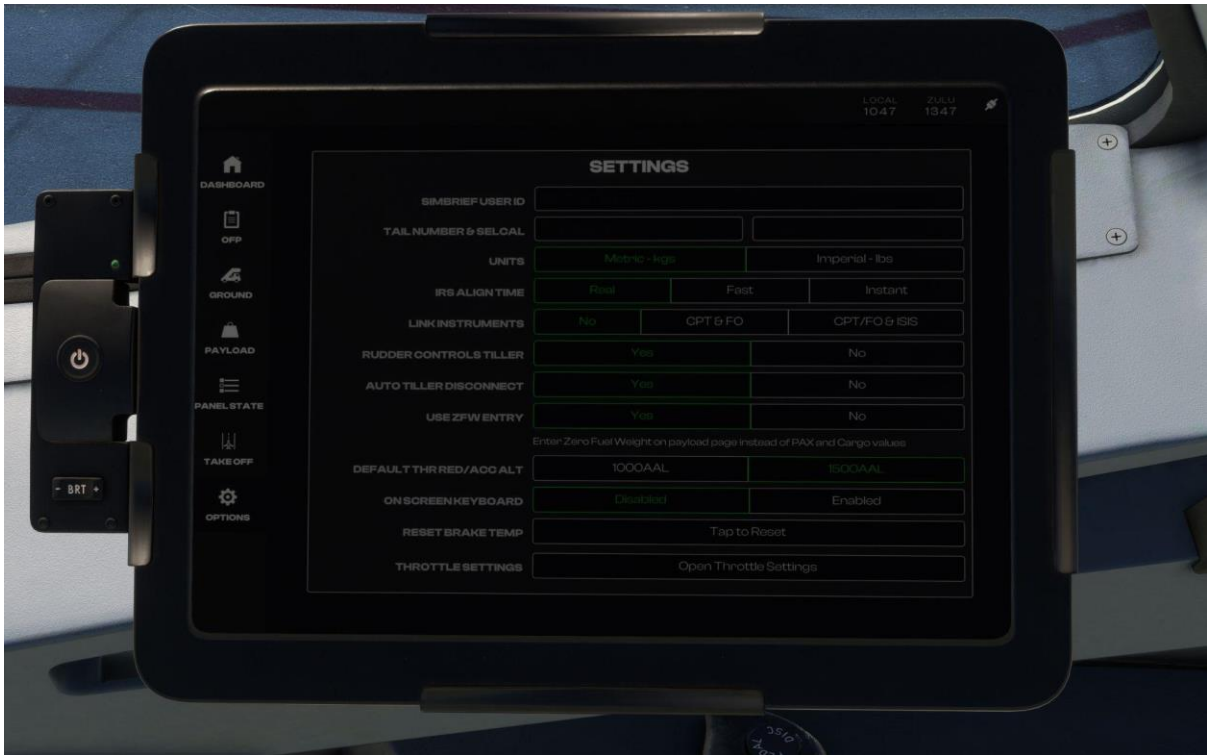 LOCAL ZULU
1047 1347
DASHBOARD
OFP
GROUND
PAYLOAD
PANEL STATE
TAKE OFF
OPTIONS
- BRT +
SETTINGS
SIMBRIEF USER ID
TAIL NUMBER & SELCAL
UNITS Metric - kgs Imperial - lbs
IRS ALIGN TIME Real Fast Instant
LINK INSTRUMENTS No CPT & FO CPT/FO & ISIS
RUDDER CONTROLS TILLER Yes No
AUTO TILLER DISCONNECT Yes No
USE ZFW ENTRY Yes No
Enter Zero Fuel Weight on payload page instead of PAX and Cargo values
DEFAULT THR RED/ACC ALT 1000AAL 1500AAL
ON SCREEN KEYBOARD Disabled Enabled
RESET BRAKE TEMP Tap to Reset
THROTTLE SETTINGS Open Throttle Settings
DISC